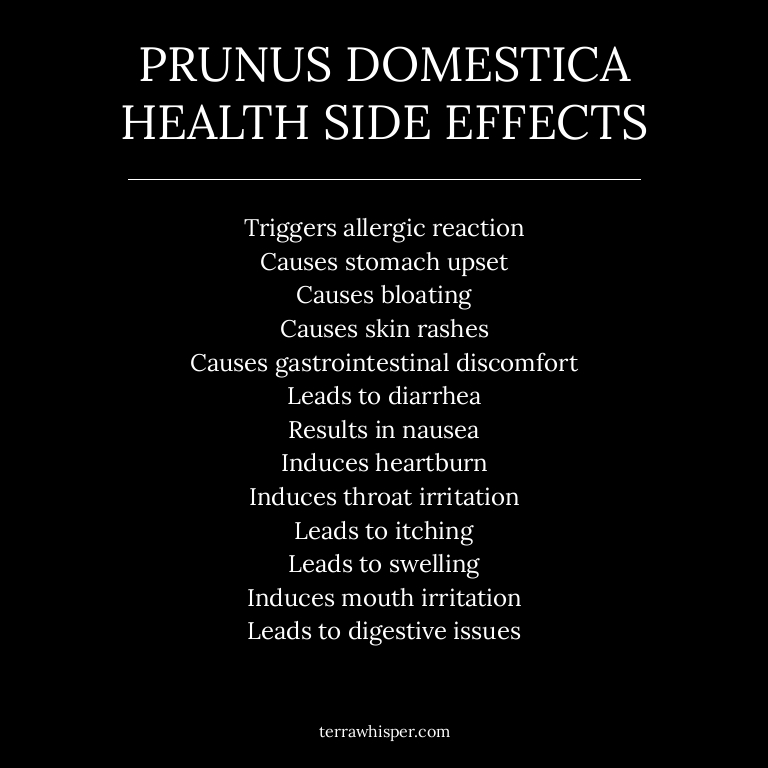 PRUNUS DOMESTICA
HEALTH SIDE EFFECTS
Triggers allergic reaction
Causes stomach upset
Causes bloating
Causes skin rashes
Causes gastrointestinal discomfort
Leads to diarrhea
Results in nausea
Induces heartburn
Induces throat irritation
Leads to itching
Leads to swelling
Induces mouth irritation
Leads to digestive issues
terrawhisper.com